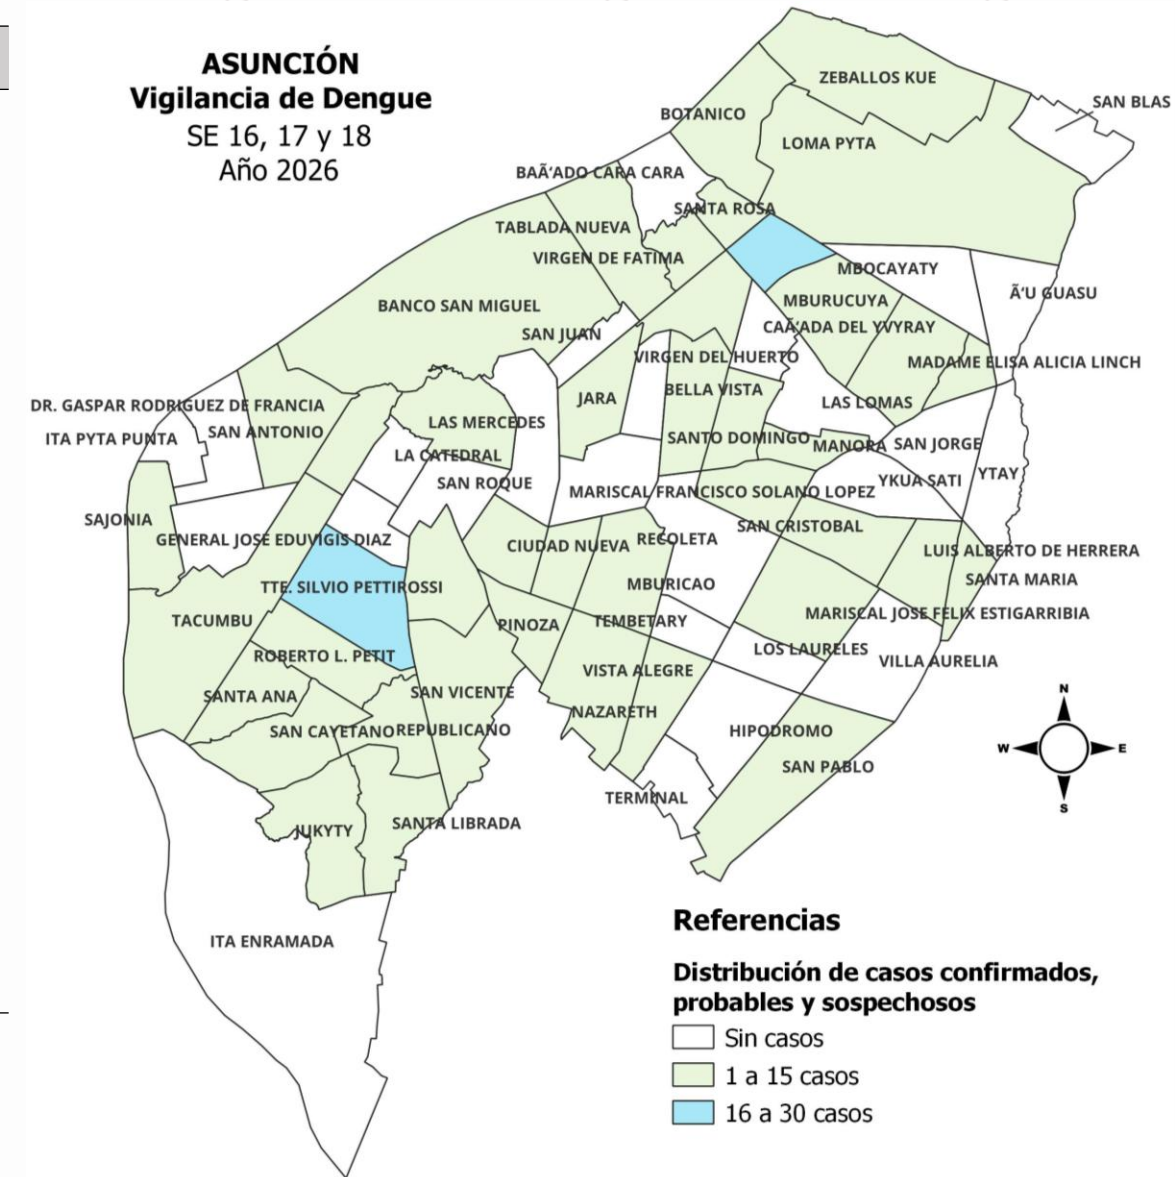 ASUNCIÓN
Vigilancia de Dengue
SE 16, 17 y 18
Año 2026
ZEBALLOS KUE
SAN BLAS
BOTANICO
LOMA PYTA
BAÃ'ADO CARA CARA
SANTA ROSA
TABLADA NUEVA
VIRGEN DE FATIMA
MBOCAYATY
Ã'U GUASU
MBURUCUYA
BANCO SAN MIGUEL
CAÃ'ADA DEL YVYRAY
SAN JUAN
VIRGEN DEL HUERTO
MADAME ELISA ALICIA LINCH
BELLA VISTA
JARA
LAS LOMAS
DR. GASPAR RODRIGUEZ DE FRANCIA
LAS MERCEDES
SAN ANTONIO
ITA PYTA PUNTA
SANTO DOMINGO
MANORA
SAN JORGE
LA CATEDRAL
YTAY
YKUA SATI
SAN ROQUE
MARISCAL FRANCISCO SOLANO LOPEZ
SAJONIA
SAN CRISTOBAL
GENERAL JOSE EDUVIGIS DIAZ
RECOLETA
CIUDAD NUEVA
LUIS ALBERTO DE HERRERA
SANTA MARIA
MBURICAO
TTE. SILVIO PETTIROSSI
MARISCAL JOSE FELIX ESTIGARRIBIA
TACUMBU
TEMBETARY
PINOZA
LOS LAURELES
ROBERTO L. PETIT
VILLA AURELIA
VISTA ALEGRE
SAN VICENTE
SANTA ANA
NAZARETH
SAN CAYETANO
REPUBLICANO
HIPODROMO
SAN PABLO
TERMINAL
SANTA LIBRADA
JUKYTY
ITA ENRAMADA
N
W
E
S
Referencias
Distribución de casos confirmados,
probables y sospechosos
Sin casos
1 a 15 casos
16 a 30 casos